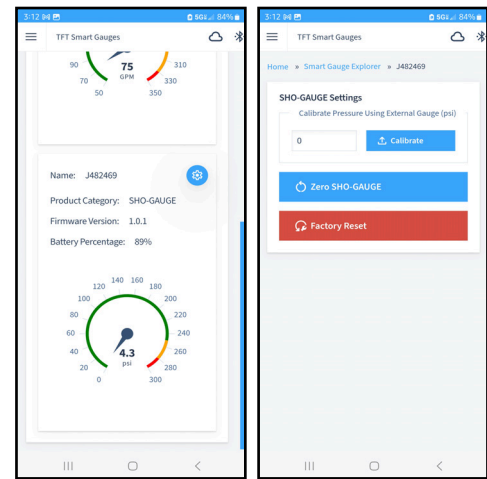 3:12
5G
84%
TFT Smart Gauges
90
75
310
GPM
70
330
50
350
Name: J482469
Product Category: SHO-GAUGE
Firmware Version: 1.0.1
Battery Percentage: 89%
140 160
120 180
100 200
80 220
60 240
40 4.3 260
psi
20 280
0 300
3:12
5G
84%
TFT Smart Gauges
Home » Smart Gauge Explorer » J482469
SHO-GAUGE Settings
Calibrate Pressure Using External Gauge (psi)
0 Calibrate
Zero SHO-GAUGE
Factory Reset